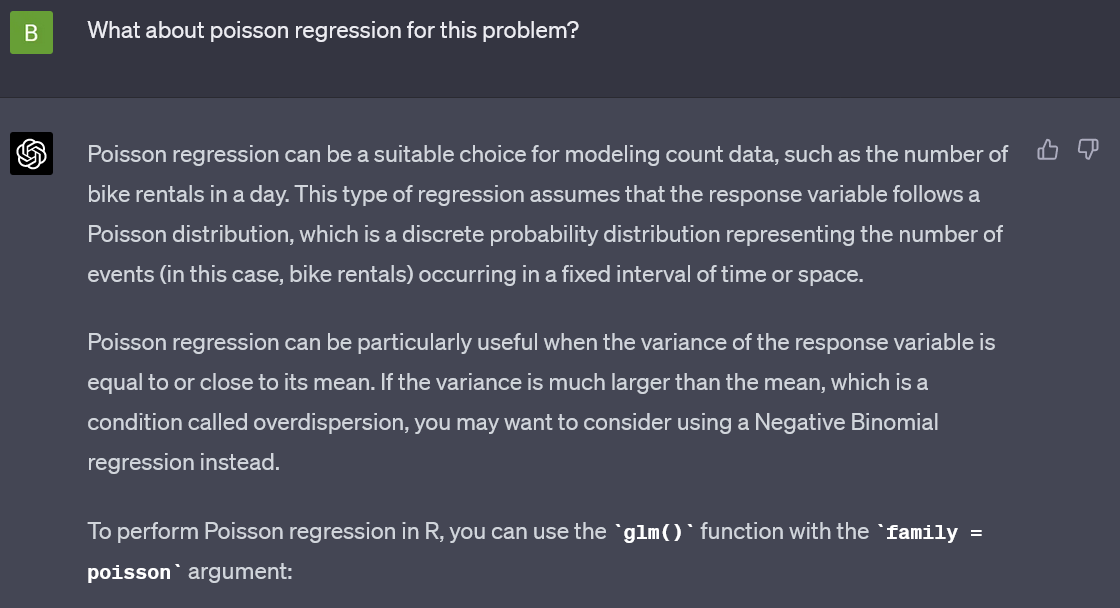 B
What about poisson regression for this problem?
Poisson regression can be a suitable choice for modeling count data, such as the number of
bike rentals in a day. This type of regression assumes that the response variable follows a
Poisson distribution, which is a discrete probability distribution representing the number of
events (in this case, bike rentals) occurring in a fixed interval of time or space.
Poisson regression can be particularly useful when the variance of the response variable is
equal to or close to its mean. If the variance is much larger than the mean, which is a
condition called overdispersion, you may want to consider using a Negative Binomial
regression instead.
To perform Poisson regression in R, you can use the `glm()` function with the `family =
poisson` argument: